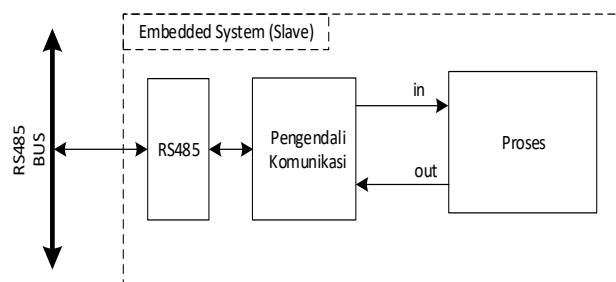 Embedded System (Slave)
RS485
BUS
RS485
Pengendali
Komunikasi
in
out
Proses